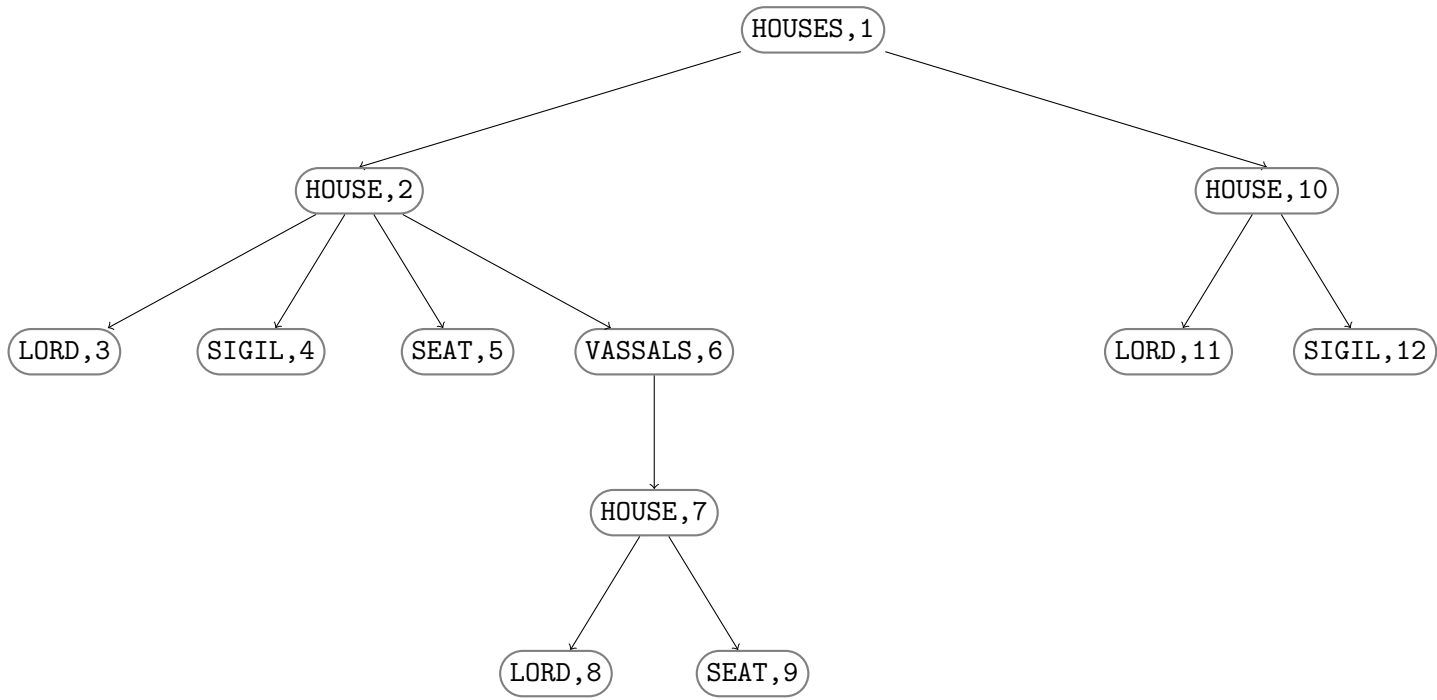 HOUSES,1
HOUSE,2
HOUSE,10
LORD,3
SIGIL,4
SEAT,5
VASSALS,6
LORD,11
SIGIL,12
HOUSE,7
LORD,8
SEAT,9